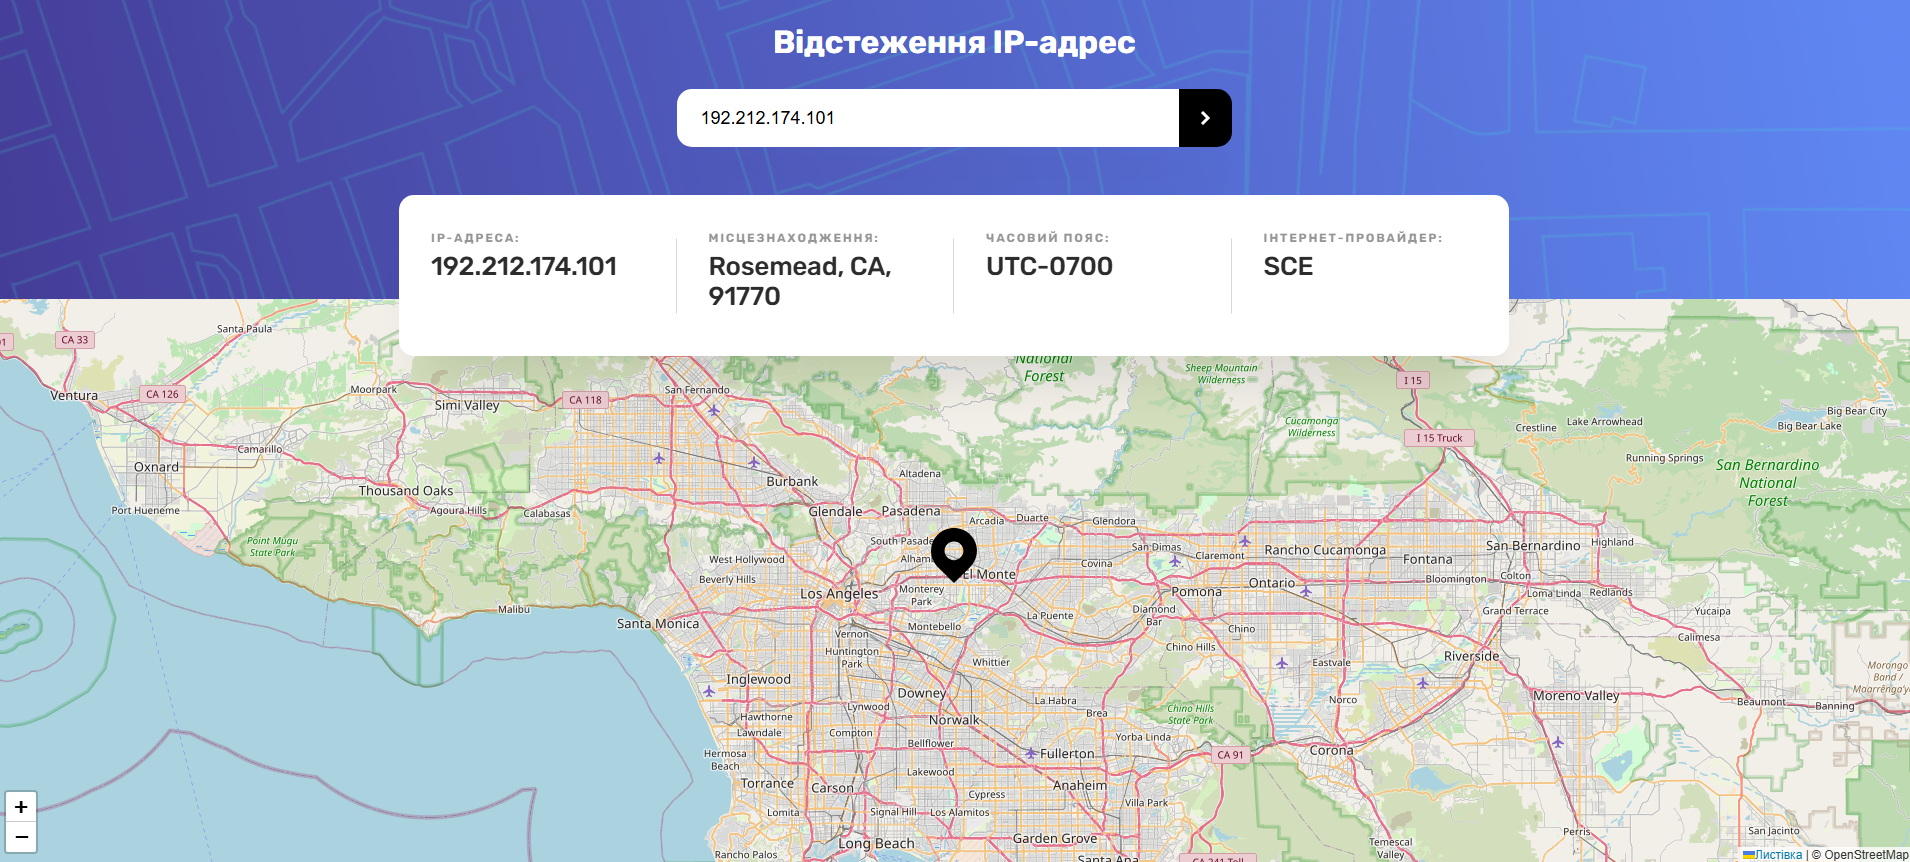 Відстеження IP-адрес
192.212.174.101
IP-АДРЕСА:
192.212.174.101
МІСЦЕЗНАХОДЖЕННЯ:
Rosemead, CA,
91770
ЧАСОВИЙ ПОЯС:
UTC-0700
ІНТЕРНЕТ-ПРОВАЙДЕР:
SCE
Santa Paula
CA 33
National
Forest
Sheep Mountain
Wilderness
I 15
Ventura
CA 126
Moorpark
Simi Valley
CA 118
San Fernando
Big Bear City
Big Bear Lake
Lake Arrowhead
Crestline
Cucamonga
Wilderness
I 15 Truck
Camarillo
Oxnard
Altadena
Running Springs
San Bernardino
National
Forest
Thousand Oaks
Burbank
Port Hueneme
Agoura Hills
Calabasas
Glendale
Pasadena
Arcadia
Duarte
Glendora
Point Mugu
State Park
South Pasade
Alham
West Hollywood
Beverly Hills
El Monte
Covina
San Dimas
Claremont
Rancho Cucamonga
Fontana
San Bernardino
Highland
Los Angeles
Monterey
Park
Pomona
Ontario
Bloomington
Colton
Loma Linda
Redlands
Malibu
Santa Monica
Montebello
La Puente
Diamond
Bar
Grand Terrace
Yucaipa
Vernon
Huntington
Park
Whittier
Chino
Chino Hills
Eastvale
Riverside
Calimesa
Morongo
Band /
Maarrênga'y
Inglewood
Downey
La Habra
Brea
Norco
Moreno Valley
Beaumont
Banning
Lynwood
Hawthorne
Lawndale
Compton
Norwalk
Chino Hills
State Park
Hermosa
Beach
Bellflower
Fullerton
Yorba Linda
CA 91
Corona
Torrance
Carson
Lakewood
Cypress
Anaheim
Villa Park
Lomita
Signal Hill
Los Alamitos
Long Beach
Garden Grove
Rancho Palos
Santa Ana
CA 241 Toll
Temescal
Valley
Perris
San Jacinto
+
−
Листівка | © OpenStreetMap